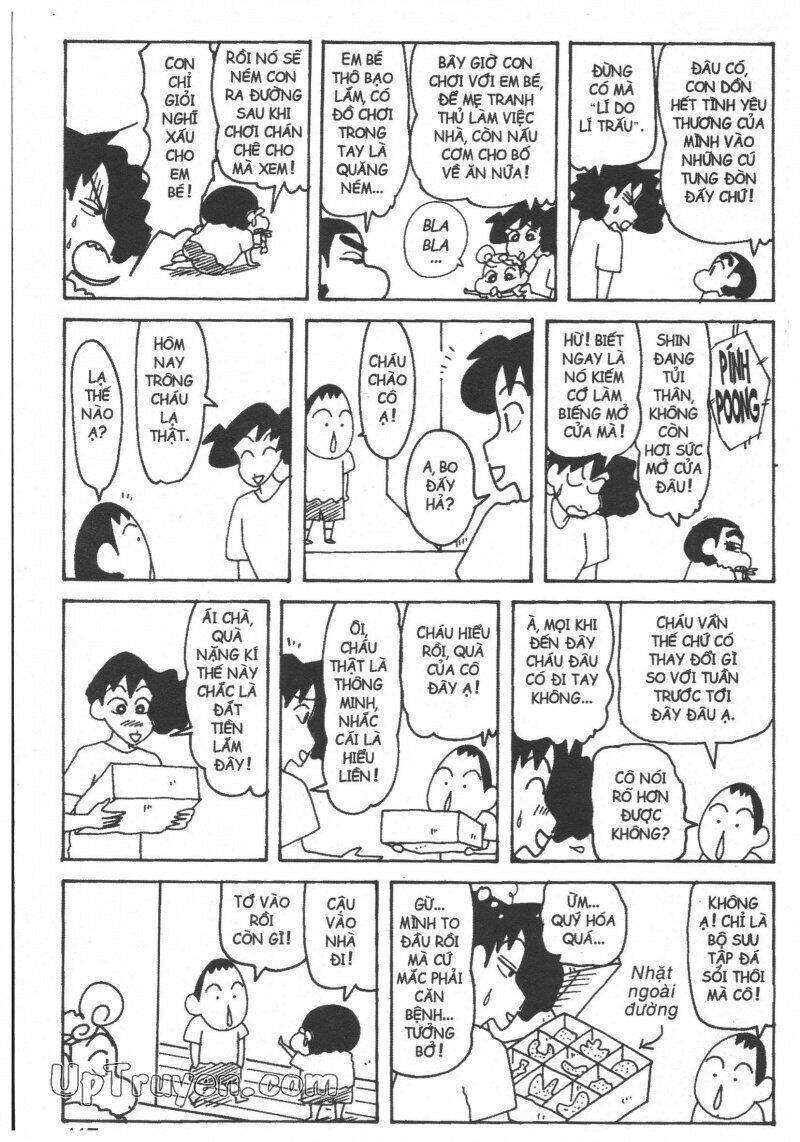 ĐÂU CÓ,
CON DỒN
HẾT TÌNH YÊU
THƯƠNG CỦA
MÌNH VÀO
NHỮNG CÚ
TUNG ĐÒN
ĐẤY CHỨ!
ĐỪNG
CÓ MÀ
"LÍ DO
LÍ TRẤU".
BÂY GIỜ CON
CHƠI VỚI EM BÉ,
ĐỂ MẸ TRANH
THỦ LÀM VIỆC
NHÀ, CÒN NẤU
CƠM CHO BỐ
VỀ ĂN NỮA!
BLA
BLA
...
EM BÉ
THÔ BẠO
LẮM, CÓ
ĐỒ CHƠI
TRONG
TAY LÀ
QUĂNG
NÉM...
RỒI NÓ SẼ
NÉM CON
RA ĐƯỜNG
SAU KHI
CHƠI CHÁN
CHÊ CHO
MÀ XEM!
CON
CHỈ
GIỎI
NGHĨ
XẤU
CHO
EM
BÉ!
PÍNH
POONG
SHIN
ĐANG
TỦI
THÂN,
KHÔNG
CÒN
HƠI SỨC
MỞ CỬA
ĐÂU!
HỪ! BIẾT
NGAY LÀ
NÓ KIẾM
CỚ LÀM
BIẾNG MỞ
CỬA MÀ!
CHÁU
CHÀO
CÔ
Ạ!
A, BO
ĐẤY
HẢ?
HÔM
NAY
TRÔNG
CHÁU
LẠ
THẬT.
LẠ
THẾ
NÀO
Ạ?
CHÁU VẪN
THẾ CHỨ CÓ
THAY ĐỔI GÌ
SO VỚI TUẦN
TRƯỚC TỚI
ĐÂY ĐÂU Ạ.
À, MỌI KHI
ĐẾN ĐÂY
CHÁU ĐÂU
CÓ ĐI TAY
KHÔNG...
CÔ NÓI
RÕ HƠN
ĐƯỢC
KHÔNG?
CHÁU HIỂU
RỒI, QUÀ
CỦA CÔ
ĐÂY Ạ!
ÔI,
CHÁU
THẬT LÀ
THÔNG
MINH,
NHẮC
CÁI LÀ
HIỂU
LIỀN!
ÁI CHÀ,
QUÀ
NẶNG KÍ
THẾ NÀY
CHẮC LÀ
ĐẮT
TIỀN
LẮM
ĐÂY!
KHÔNG
Ạ! CHỈ LÀ
BỘ SƯU
TẬP ĐÁ
SỎI THÔI
MÀ CÔ!
Nhặt
ngoài
đường
ỪM...
QUÝ HÓA
QUÁ...
GỪ...
MÌNH TO
ĐẦU RỒI
MÀ CỨ
MẮC PHẢI
CĂN
BỆNH...
TƯỞNG
BỞ!
CẬU
VÀO
NHÀ
ĐI!
TỚ VÀO
RỒI
CÒN GÌ!
UpTruyen.com